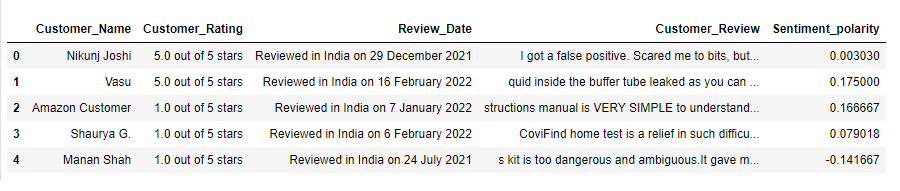 Customer_Name Customer_Rating Review_Date Customer_Review Sentiment_polarity
0 Nikunj Joshi 5.0 out of 5 stars Reviewed in India on 29 December 2021 I got a false positive. Scared me to bits, but... 0.003030
1 Vasu 5.0 out of 5 stars Reviewed in India on 16 February 2022 quid inside the buffer tube leaked as you can ... 0.175000
2 Amazon Customer 1.0 out of 5 stars Reviewed in India on 7 January 2022 structions manual is VERY SIMPLE to understand... 0.166667
3 Shaurya G. 1.0 out of 5 stars Reviewed in India on 6 February 2022 CoviFind home test is a relief in such difficu... 0.079018
4 Manan Shah 1.0 out of 5 stars Reviewed in India on 24 July 2021 s kit is too dangerous and ambiguous.It gave m... -0.141667